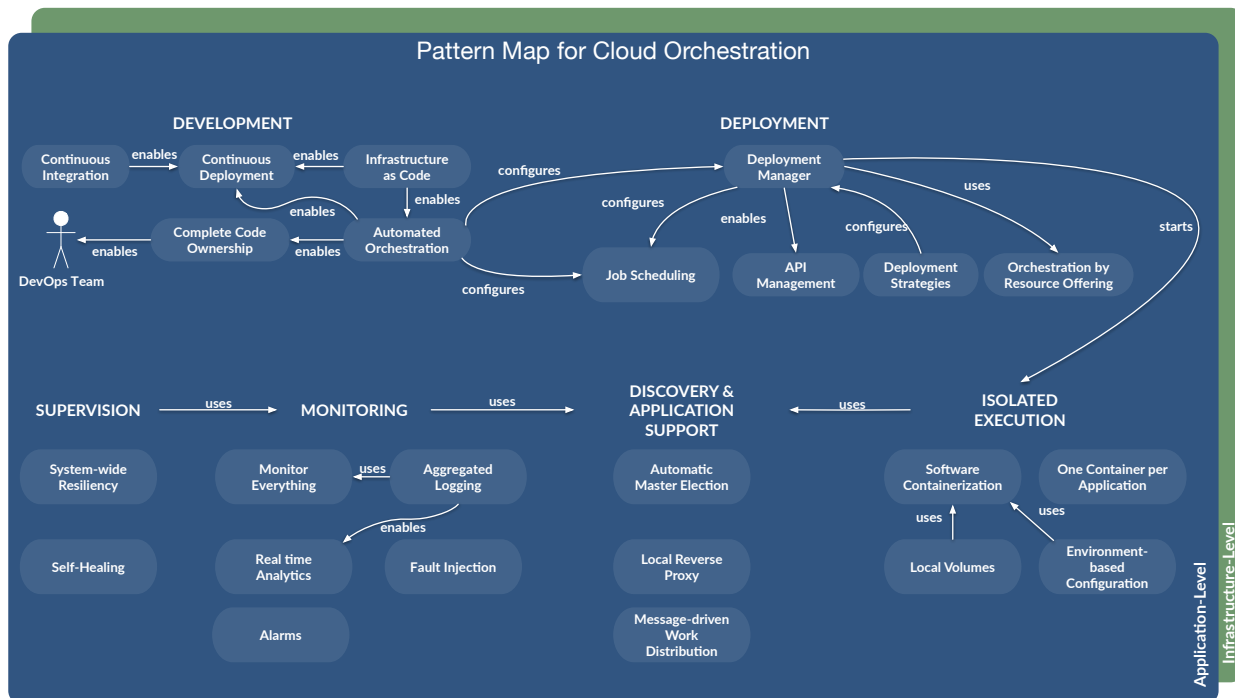 Pattern Map for Cloud Orchestration
DEVELOPMENT
DEPLOYMENT
Continuous
Integration
enables
Continuous
Deployment
enables
Infrastructure
as Code
configures
Deployment
Manager
uses
enables
enables
configures
enables
configures
starts
DevOps Team
enables
Complete Code
Ownership
enables
Automated
Orchestration
configures
Job Scheduling
API
Management
Deployment
Strategies
Orchestration by
Resource Offering
SUPERVISION
uses
MONITORING
uses
DISCOVERY &
APPLICATION
SUPPORT
uses
ISOLATED
EXECUTION
System-wide
Resiliency
Monitor
Everything
uses
Aggregated
Logging
Automatic
Master Election
Software
Containerization
One Container per
Application
enables
uses
uses
Self-Healing
Real time
Analytics
Fault Injection
Local Reverse
Proxy
Local Volumes
Environment-
based
Configuration
Alarms
Message-driven
Work
Distribution
Application-Level
Infrastructure-Level